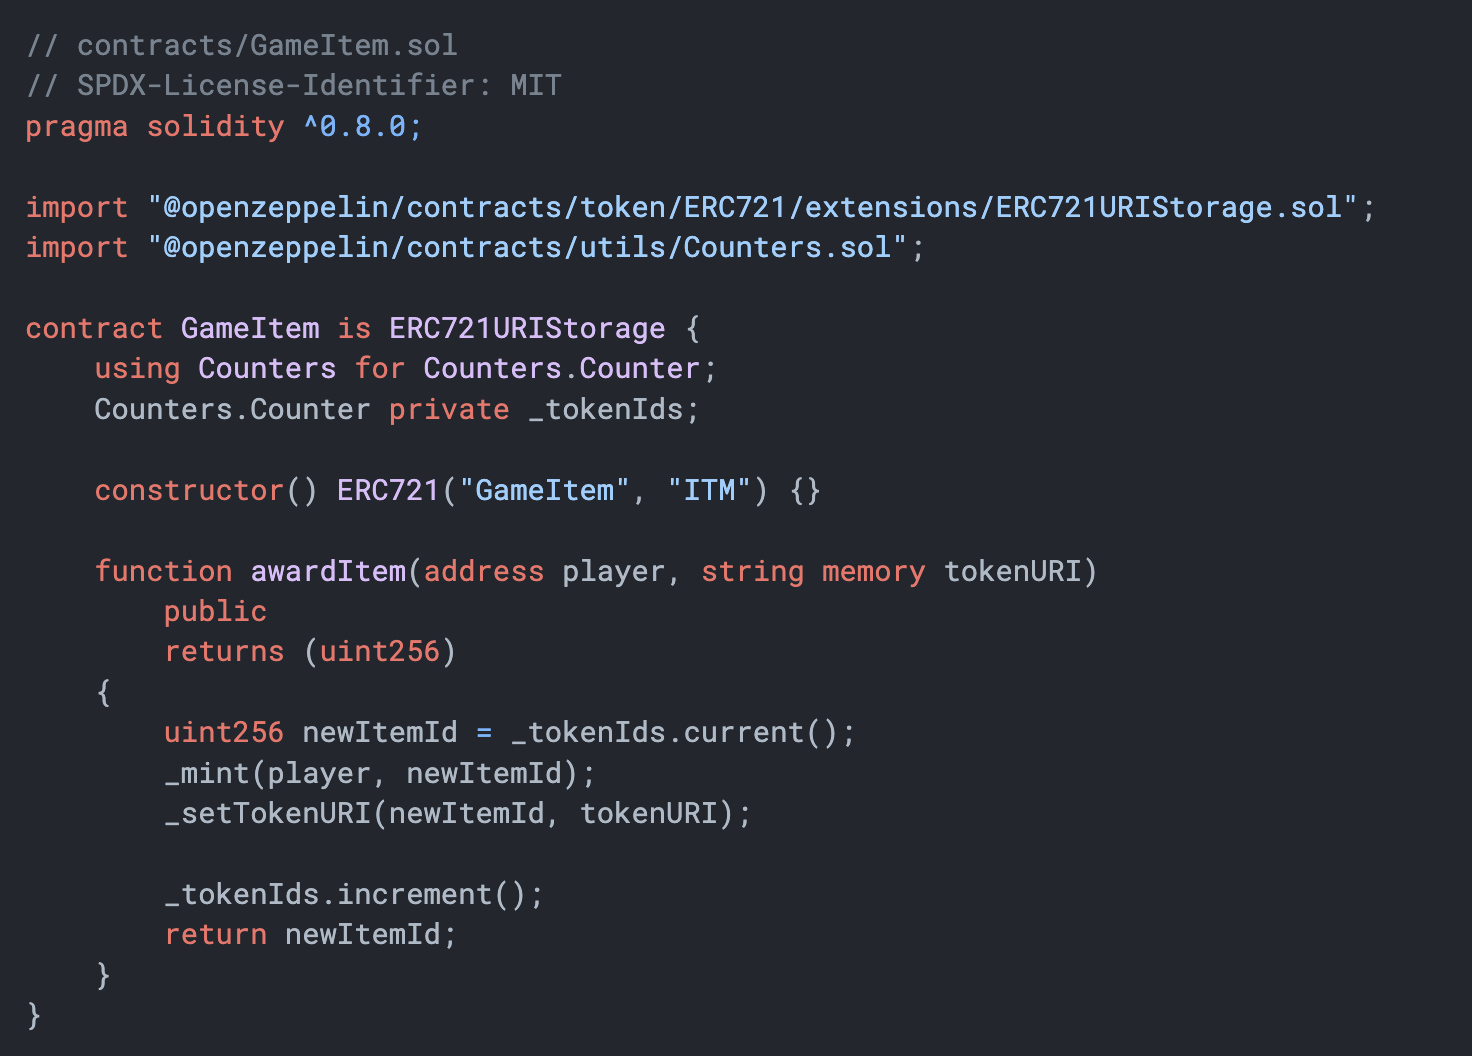 // contracts/GameItem.sol
// SPDX-License-Identifier: MIT
pragma solidity ^0.8.0;

import "@openzeppelin/contracts/token/ERC721/extensions/ERC721URIStorage.sol";
import "@openzeppelin/contracts/utils/Counters.sol";

contract GameItem is ERC721URIStorage {
    using Counters for Counters.Counter;
    Counters.Counter private _tokenIds;

    constructor() ERC721("GameItem", "ITM") {}

    function awardItem(address player, string memory tokenURI)
        public
        returns (uint256)
    {
        uint256 newItemId = _tokenIds.current();
        _mint(player, newItemId);
        _setTokenURI(newItemId, tokenURI);

        _tokenIds.increment();
        return newItemId;
    }
}